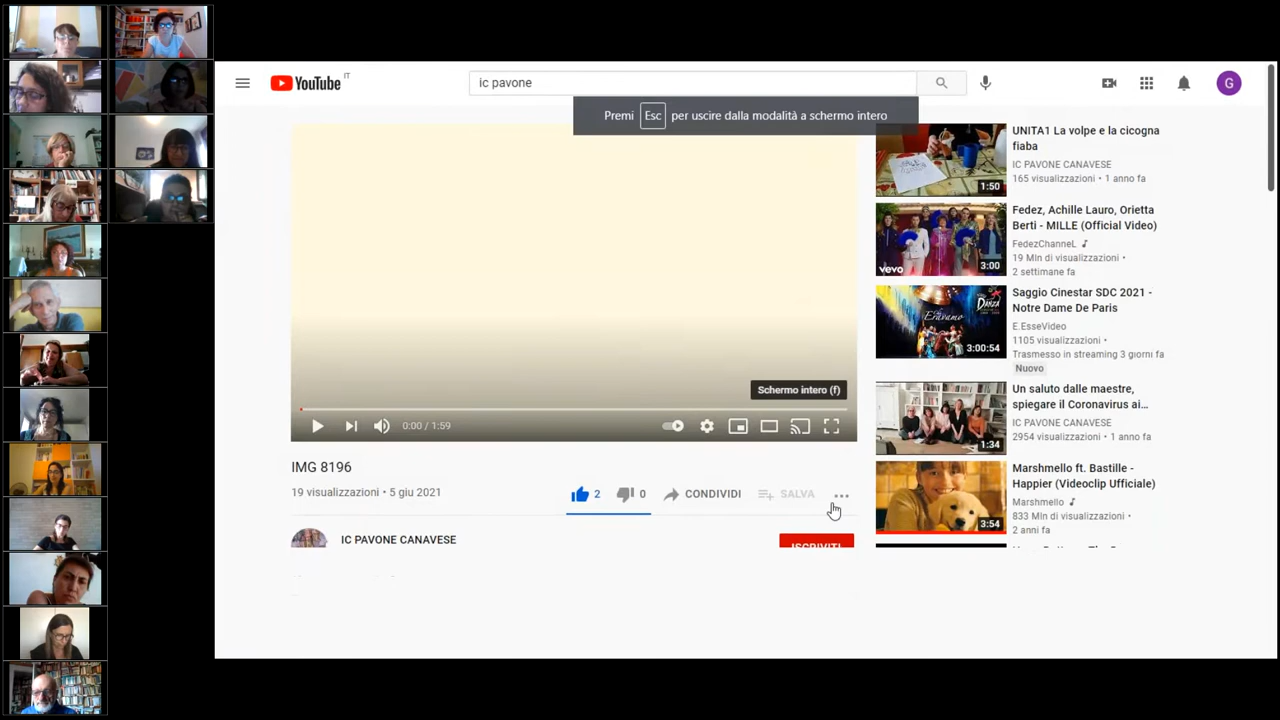 YouTube IT
ic pavone
G
Premi Esc per uscire dalla modalità a schermo intero
Schermo intero (f)
0:00 / 1:59
IMG 8196
19 visualizzazioni • 5 giu 2021
2
0
CONDIVIDI
SALVA
IC PAVONE CANAVESE
ISCRIVITI
1:50
UNITA1 La volpe e la cicogna
fiaba
IC PAVONE CANAVESE
165 visualizzazioni • 1 anno fa
vevo
3:00
Fedez, Achille Lauro, Orietta
Berti - MILLE (Official Video)
FedezChanneL
19 Mln di visualizzazioni •
2 settimane fa
DANZA
Eravamo
3:00:54
Saggio Cinestar SDC 2021 -
Notre Dame De Paris
E.EsseVideo
1105 visualizzazioni •
Trasmesso in streaming 3 giorni fa
Nuovo
1:34
Un saluto dalle maestre,
spiegare il Coronavirus ai...
IC PAVONE CANAVESE
2954 visualizzazioni • 1 anno fa
3:54
Marshmello ft. Bastille -
Happier (Videoclip Ufficiale)
Marshmello
833 Mln di visualizzazioni •
2 anni fa